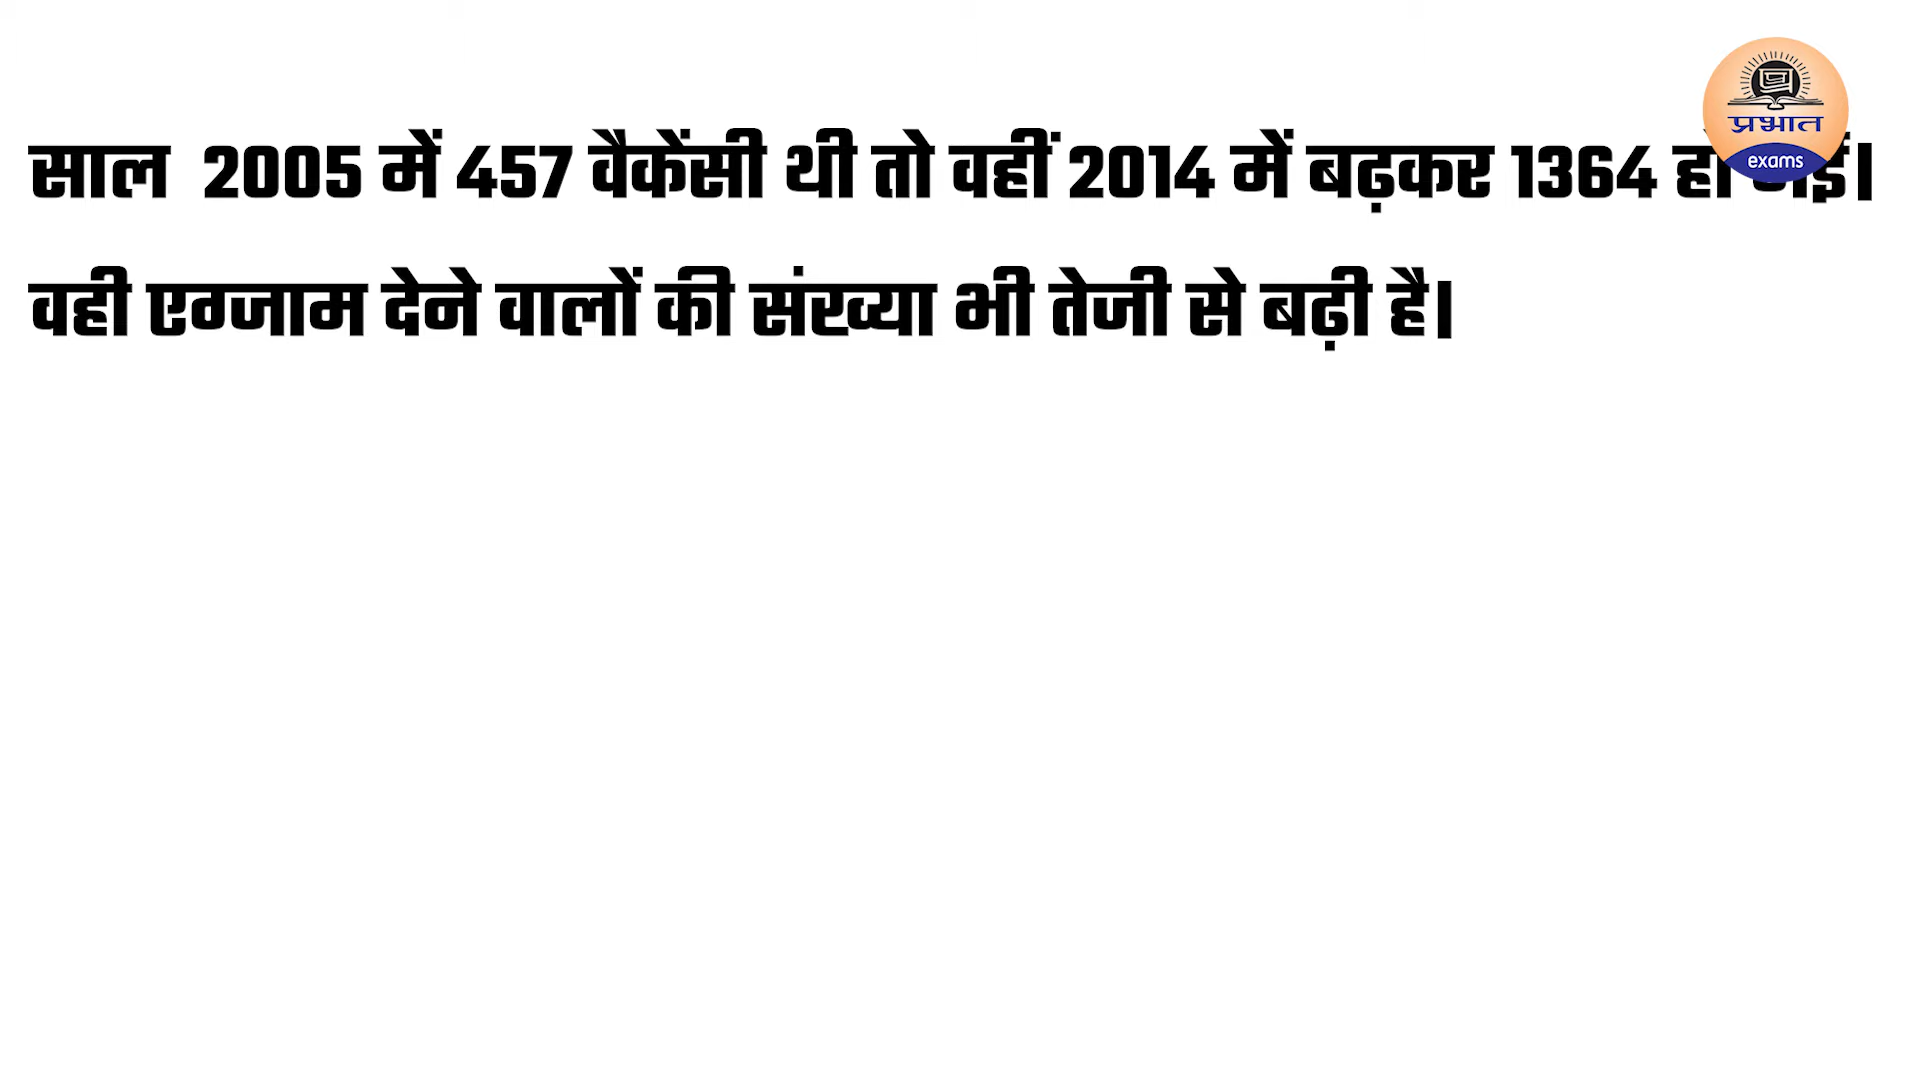 प्रभात
exams
साल 2005 में 457 वैकेंसी थी तो वहीं 2014 में बढ़कर 1364 हो
वही एग्जाम देने वालों की संख्या भी तेजी से बढ़ी है।